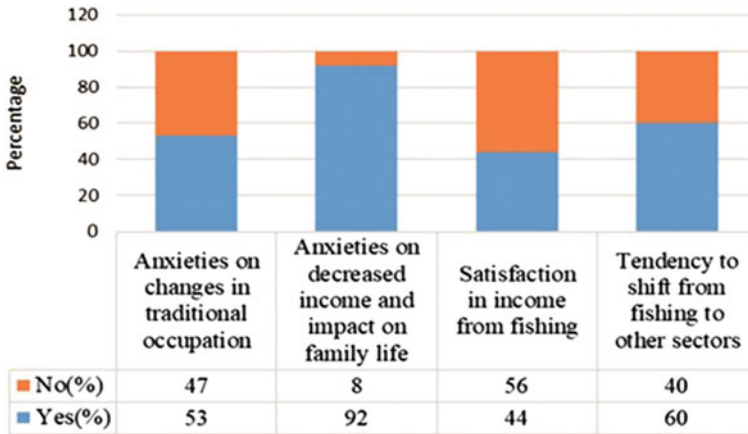 Percentage
120
100
80
60
40
20
0
Anxieties on
changes in
traditional
occupation
Anxieties on
decreased
income and
impact on
family life
Satisfaction
in income
from fishing
Tendency to
shift from
fishing to
other sectors
No(%) 47 8 56 40
Yes(%) 53 92 44 60